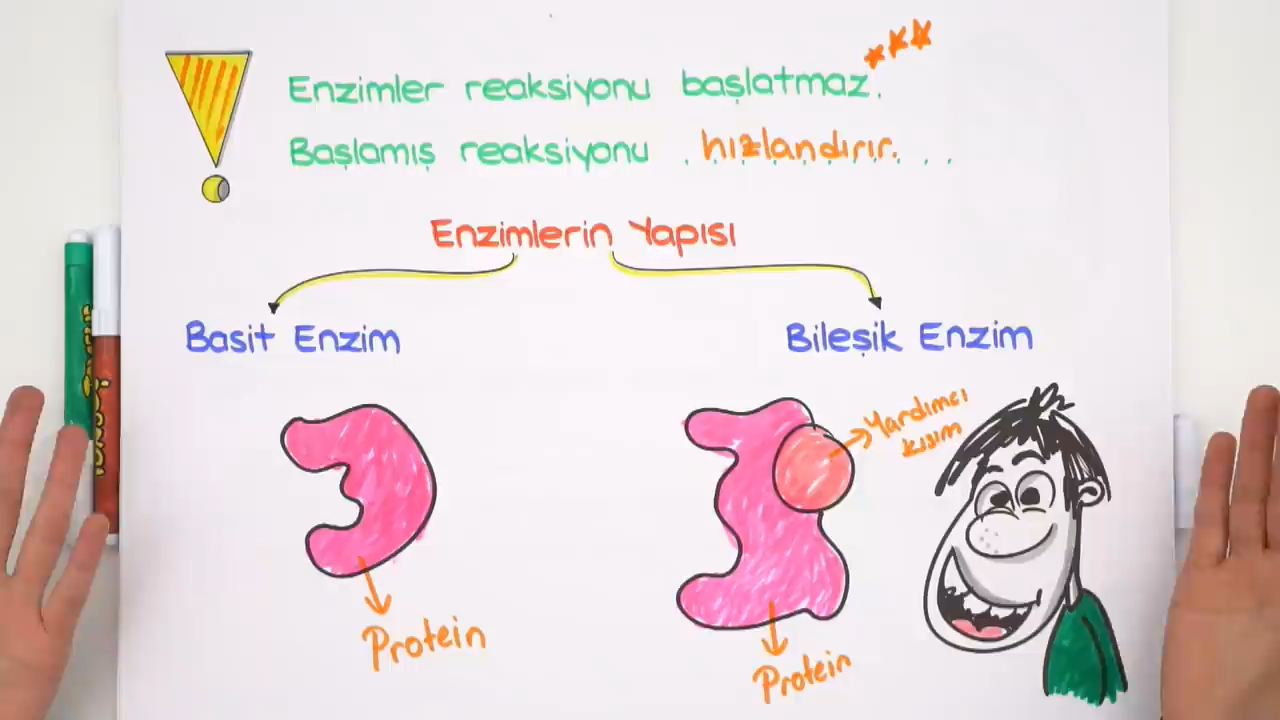 Enzimler reaksiyonu başlatmaz.
Başlamış reaksiyonu hızlandırır.
Enzimlerin Yapısı
Basit Enzim
Bileşik Enzim
Yardımcı
kısım
Protein
Protein